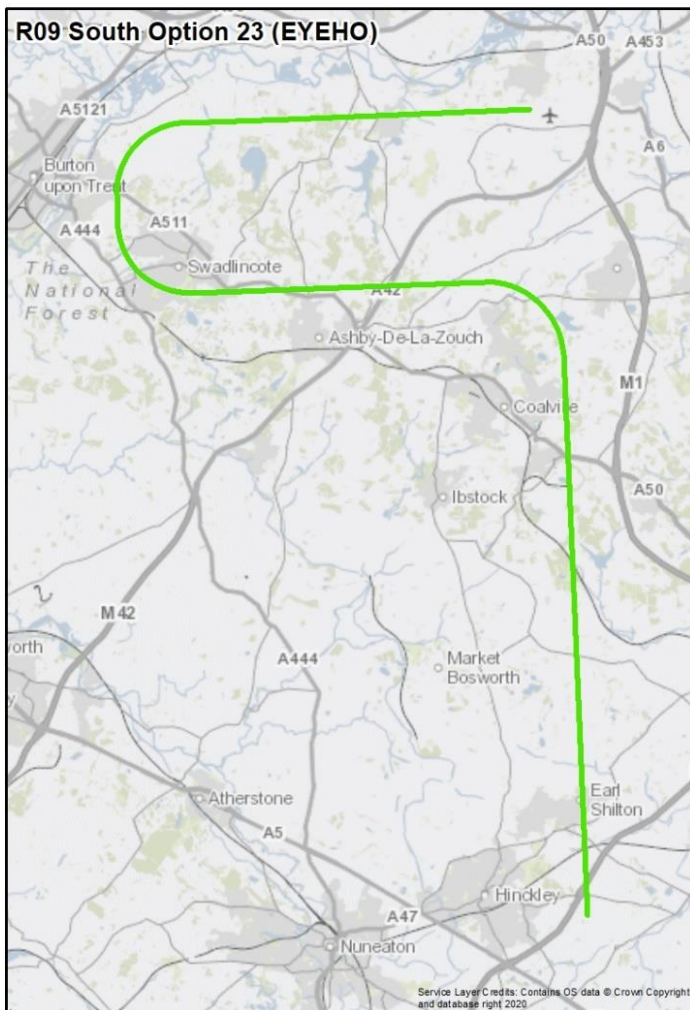 R09 South Option 23 (EYEHO)
A50
A453
A5121
A6
Burton
upon Trent
A511
A444
Swadlincote
The
National
Forest
A42
Ashby-De-La-Zouch
M1
Coalville
A50
Ibstock
M 42
orth
A444
Market
Bosworth
Atherstone
Earl
Shilton
A5
Hinckley
A47
Nuneaton
Service Layer Credits: Contains OS data © Crown Copyright
and database right 2020